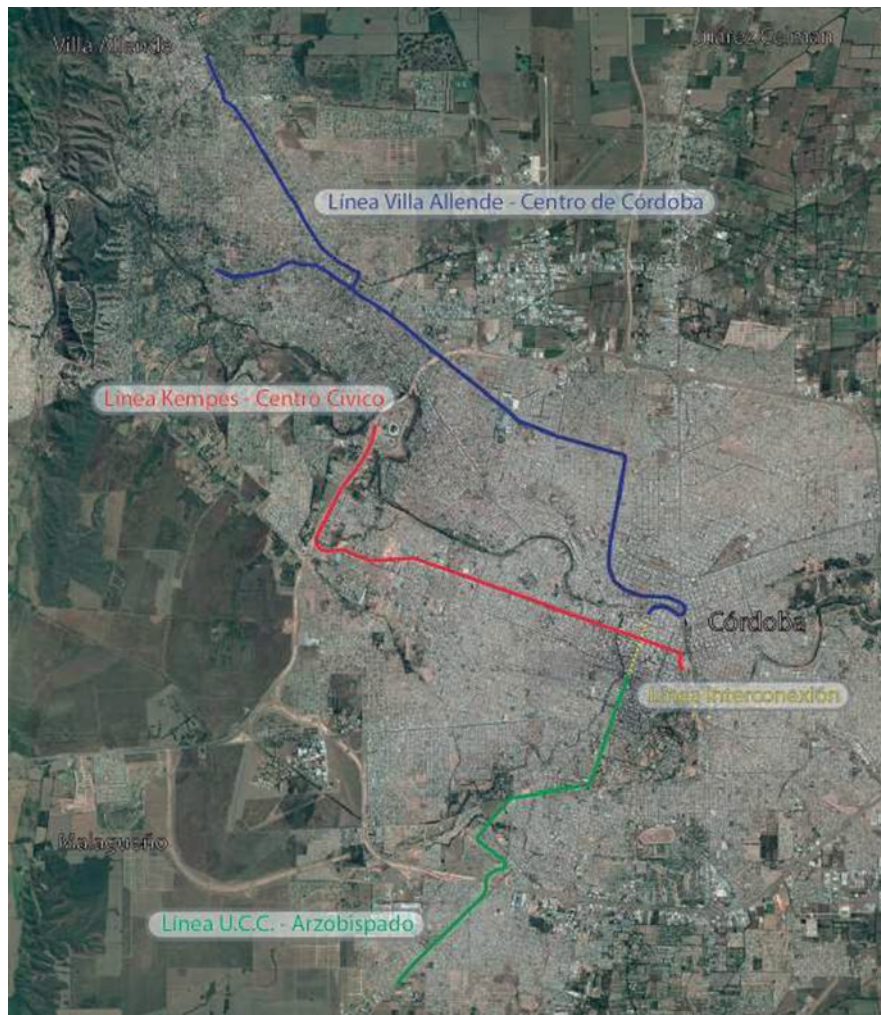 Villa Allende
Juárez Celman
Línea Villa Allende - Centro de Córdoba
Línea Kempes - Centro Cívico
Córdoba
Línea Interconexión
Malagueño
Línea U.C.C. - Arzobispado